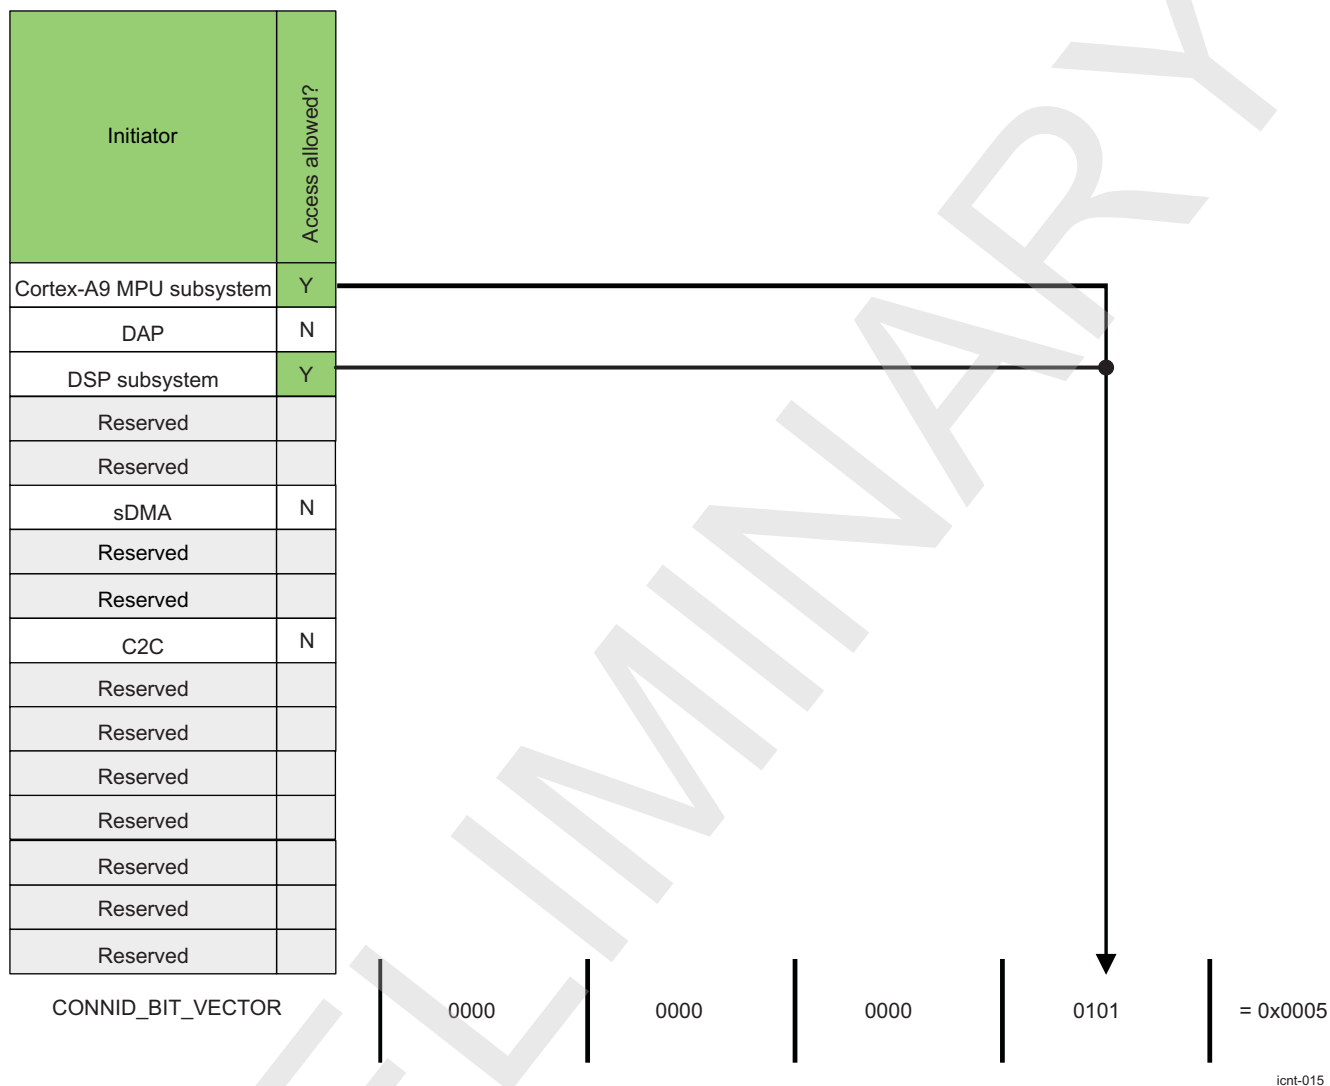 Initiator
Access allowed?
Cortex-A9 MPU subsystem Y
DAP N
DSP subsystem Y
Reserved
Reserved
sDMA N
Reserved
Reserved
C2C N
Reserved
Reserved
Reserved
Reserved
Reserved
Reserved
Reserved
CONNID_BIT_VECTOR 0000 0000 0000 0101 = 0x0005
icnt-015
ELIMINARY